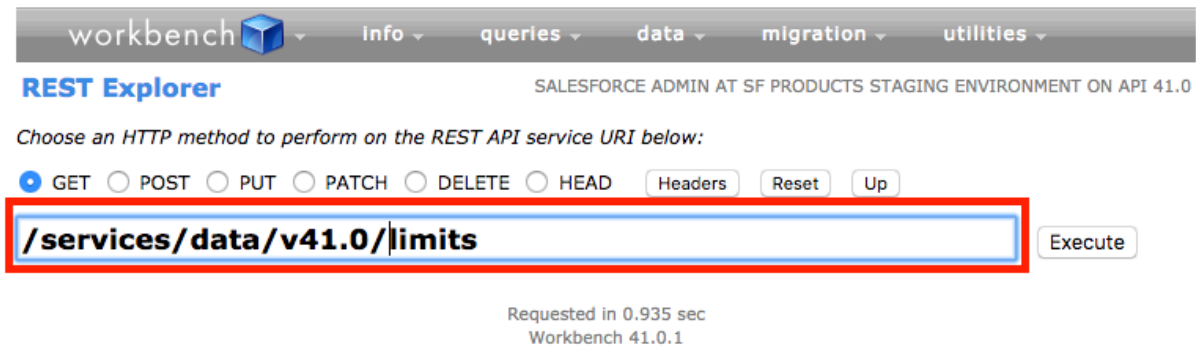 workbench info queries data migration utilities
REST Explorer SALESFORCE ADMIN AT SF PRODUCTS STAGING ENVIRONMENT ON API 41.0
Choose an HTTP method to perform on the REST API service URI below:
GET POST PUT PATCH DELETE HEAD Headers Reset Up
/services/data/v41.0/limits Execute
Requested in 0.935 sec
Workbench 41.0.1